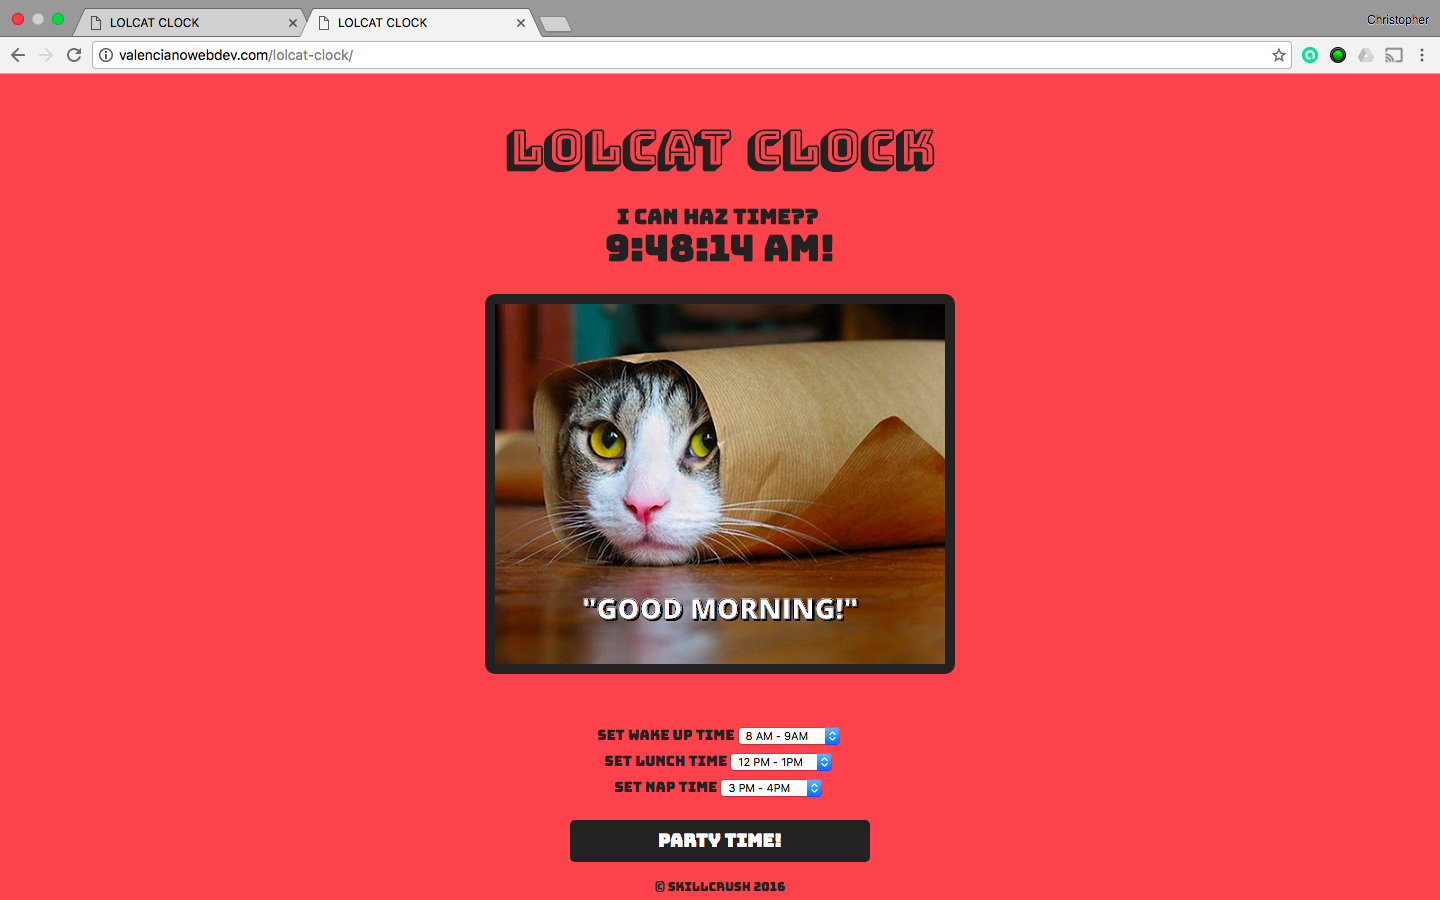 LOLCAT CLOCK
LOLCAT CLOCK
Christopher
valencianowebdev.com/lolcat-clock/
LOLCAT CLOCK
I CAN HAZ TIME??
9:48:14 AM!
"GOOD MORNING!"
SET WAKE UP TIME 8 AM - 9AM
SET LUNCH TIME 12 PM - 1PM
SET NAP TIME 3 PM - 4PM
PARTY TIME!
© SKILLCRUSH 2016